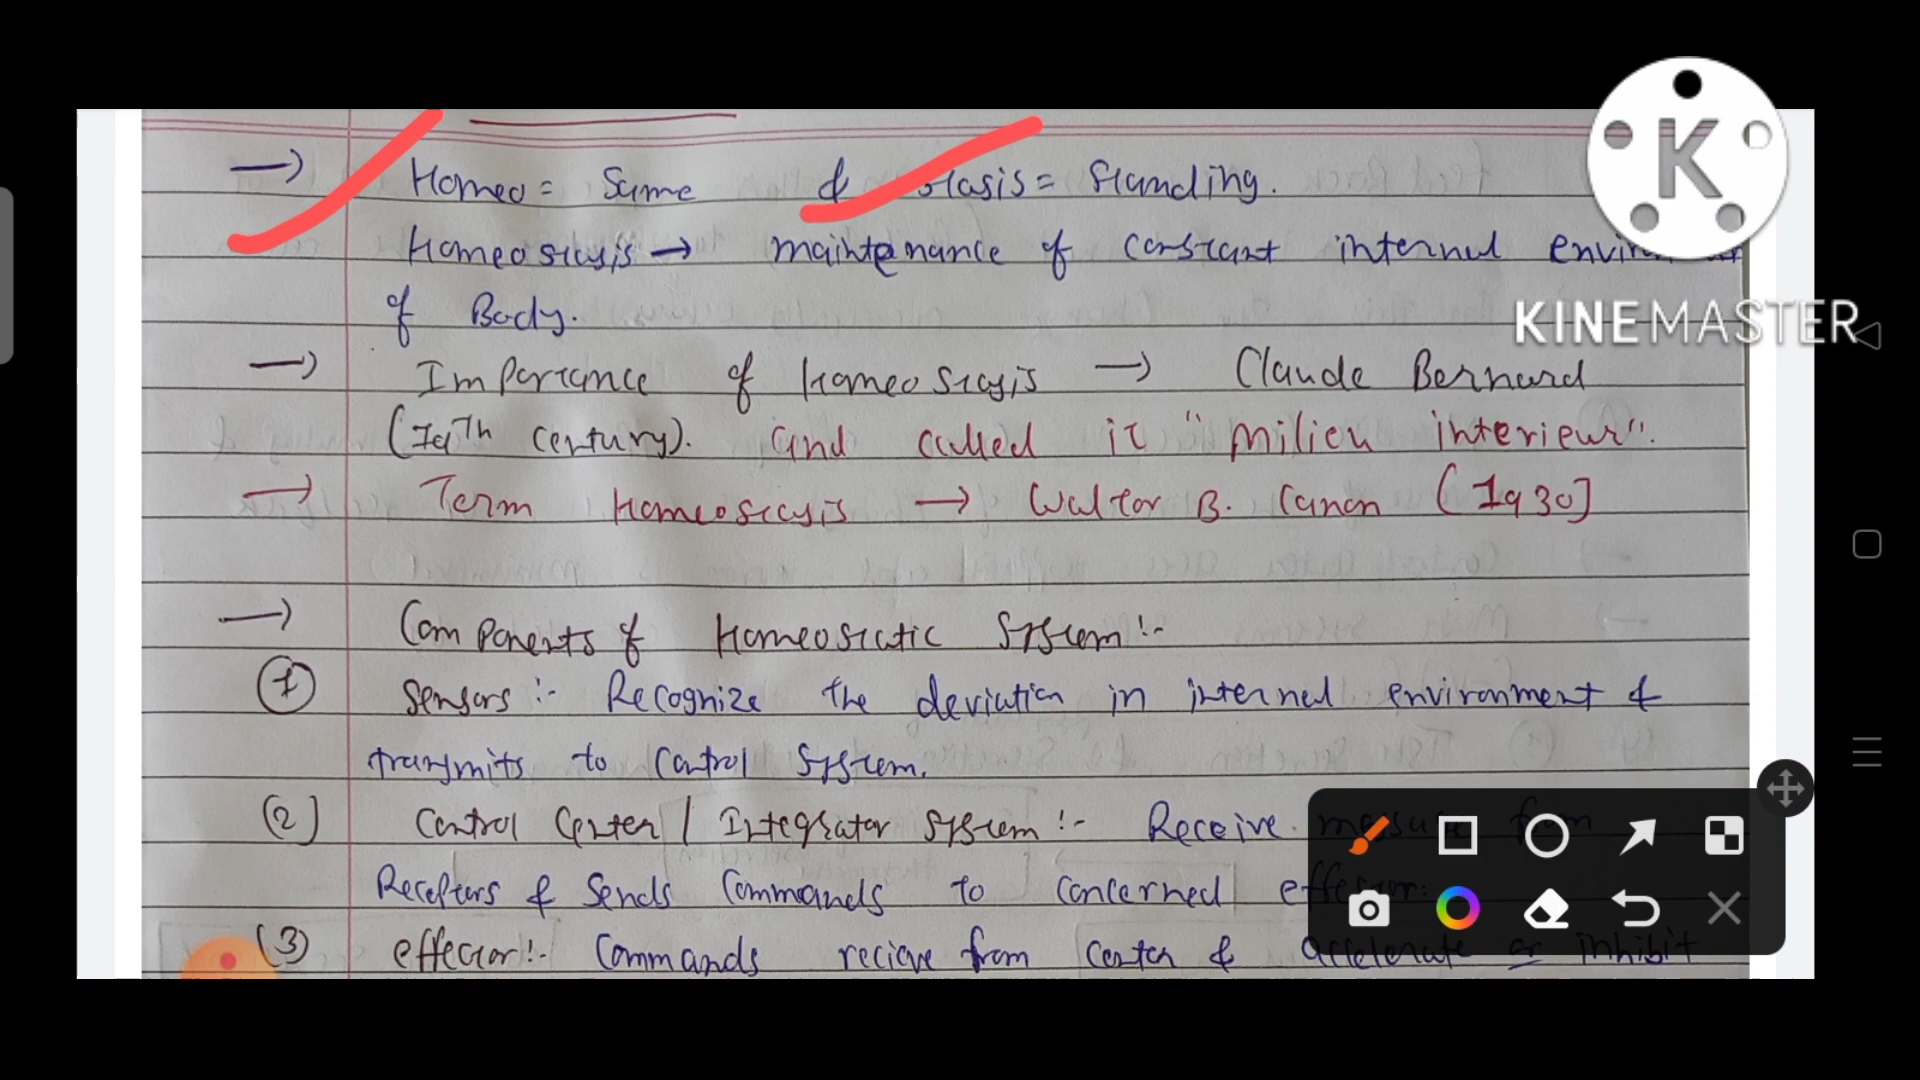 → Homeo = Same & stasis = standing.
Homeostasis → maintenance of constant internal
of Body.
→ Importance of homeostasis → Claude Bernard
(19th century). and called it "milieu interieur".
→ Term Homeostasis → Walter B. Canon (1930)
→ Components of Homeostatic System :-
① Sensors :- Recognize the deviation in internal environment &
transmits to control system.
(2) Control Center / Integrator System :- Receive from
Receptors & Sends Commands to concerned
(3) effector :- Commands recieve from Center & accelerate or inhibit
K
KINEMASTER